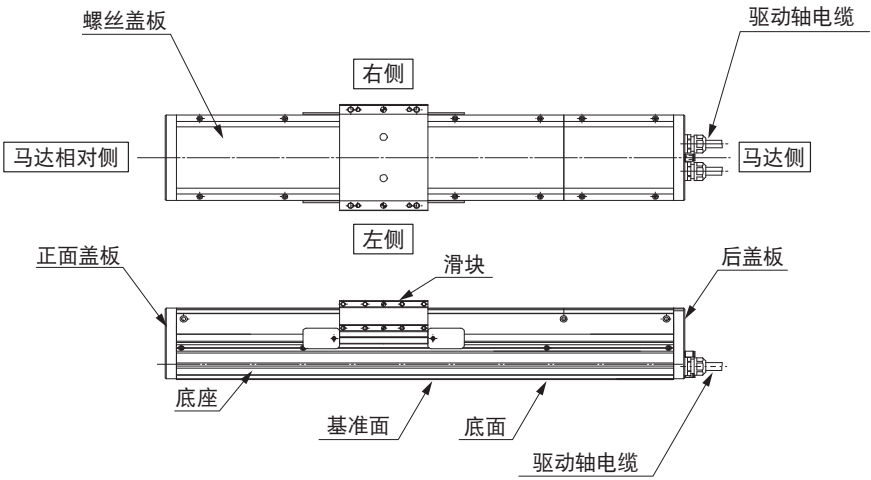 螺丝盖板
驱动轴电缆
右侧
马达相对侧
马达侧
左侧
正面盖板
滑块
后盖板
底座
基准面
底面
驱动轴电缆